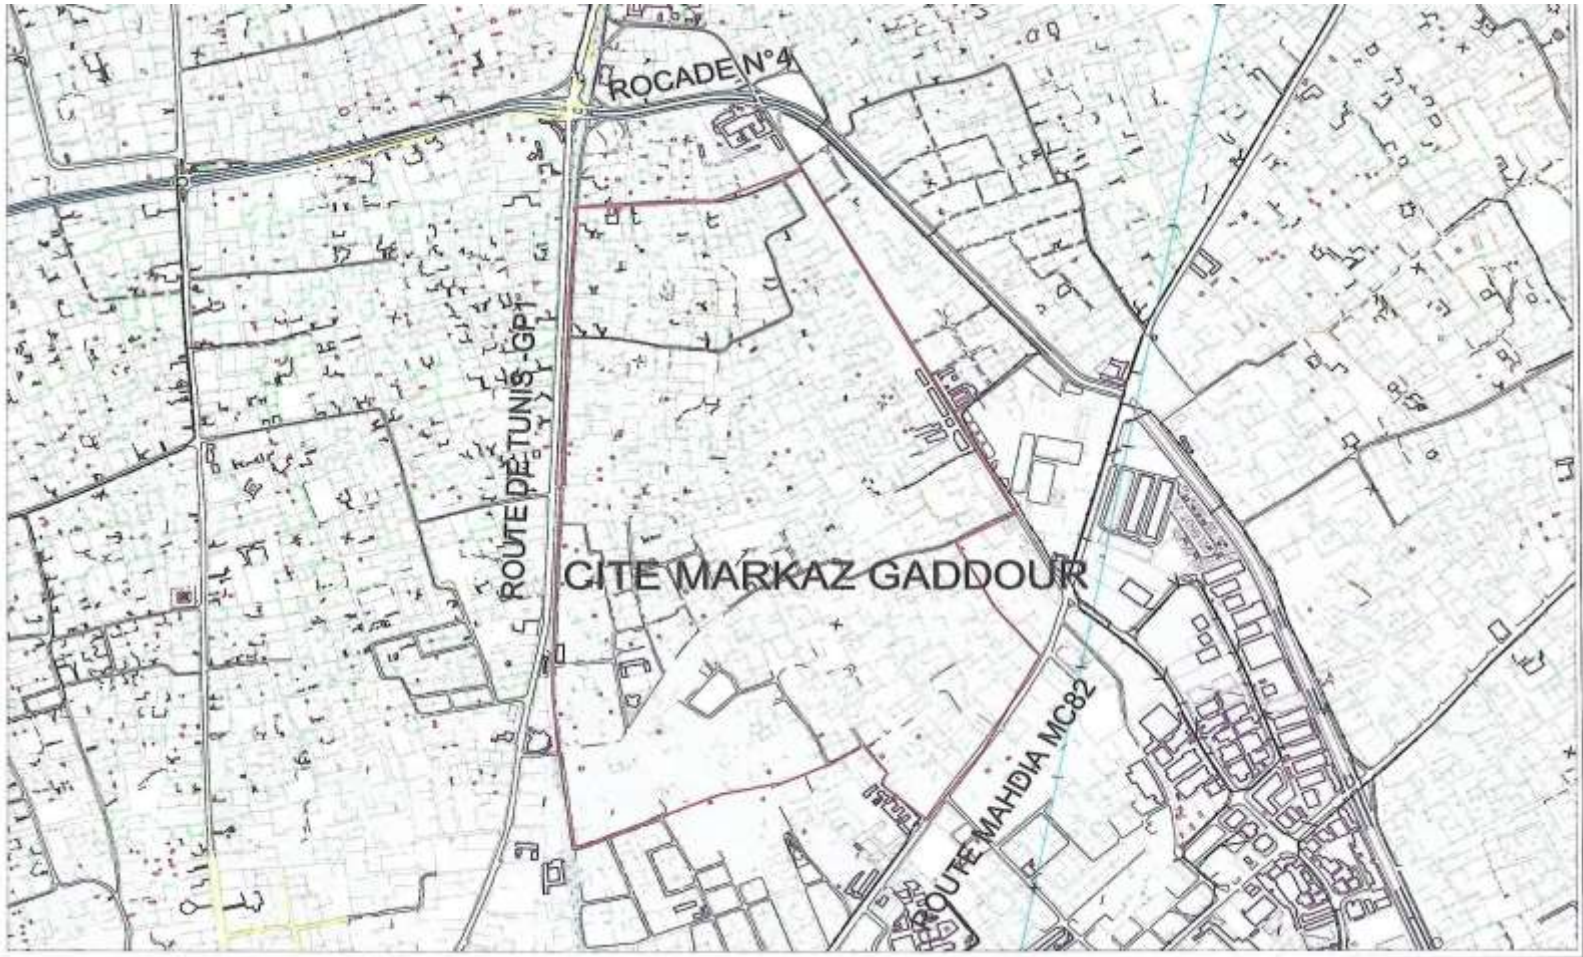 ROCADE N°4
ROUTE DE TUNIS-GP1
CITE MARKAZ GADDOUR
ROUTE MAHDIA MC82